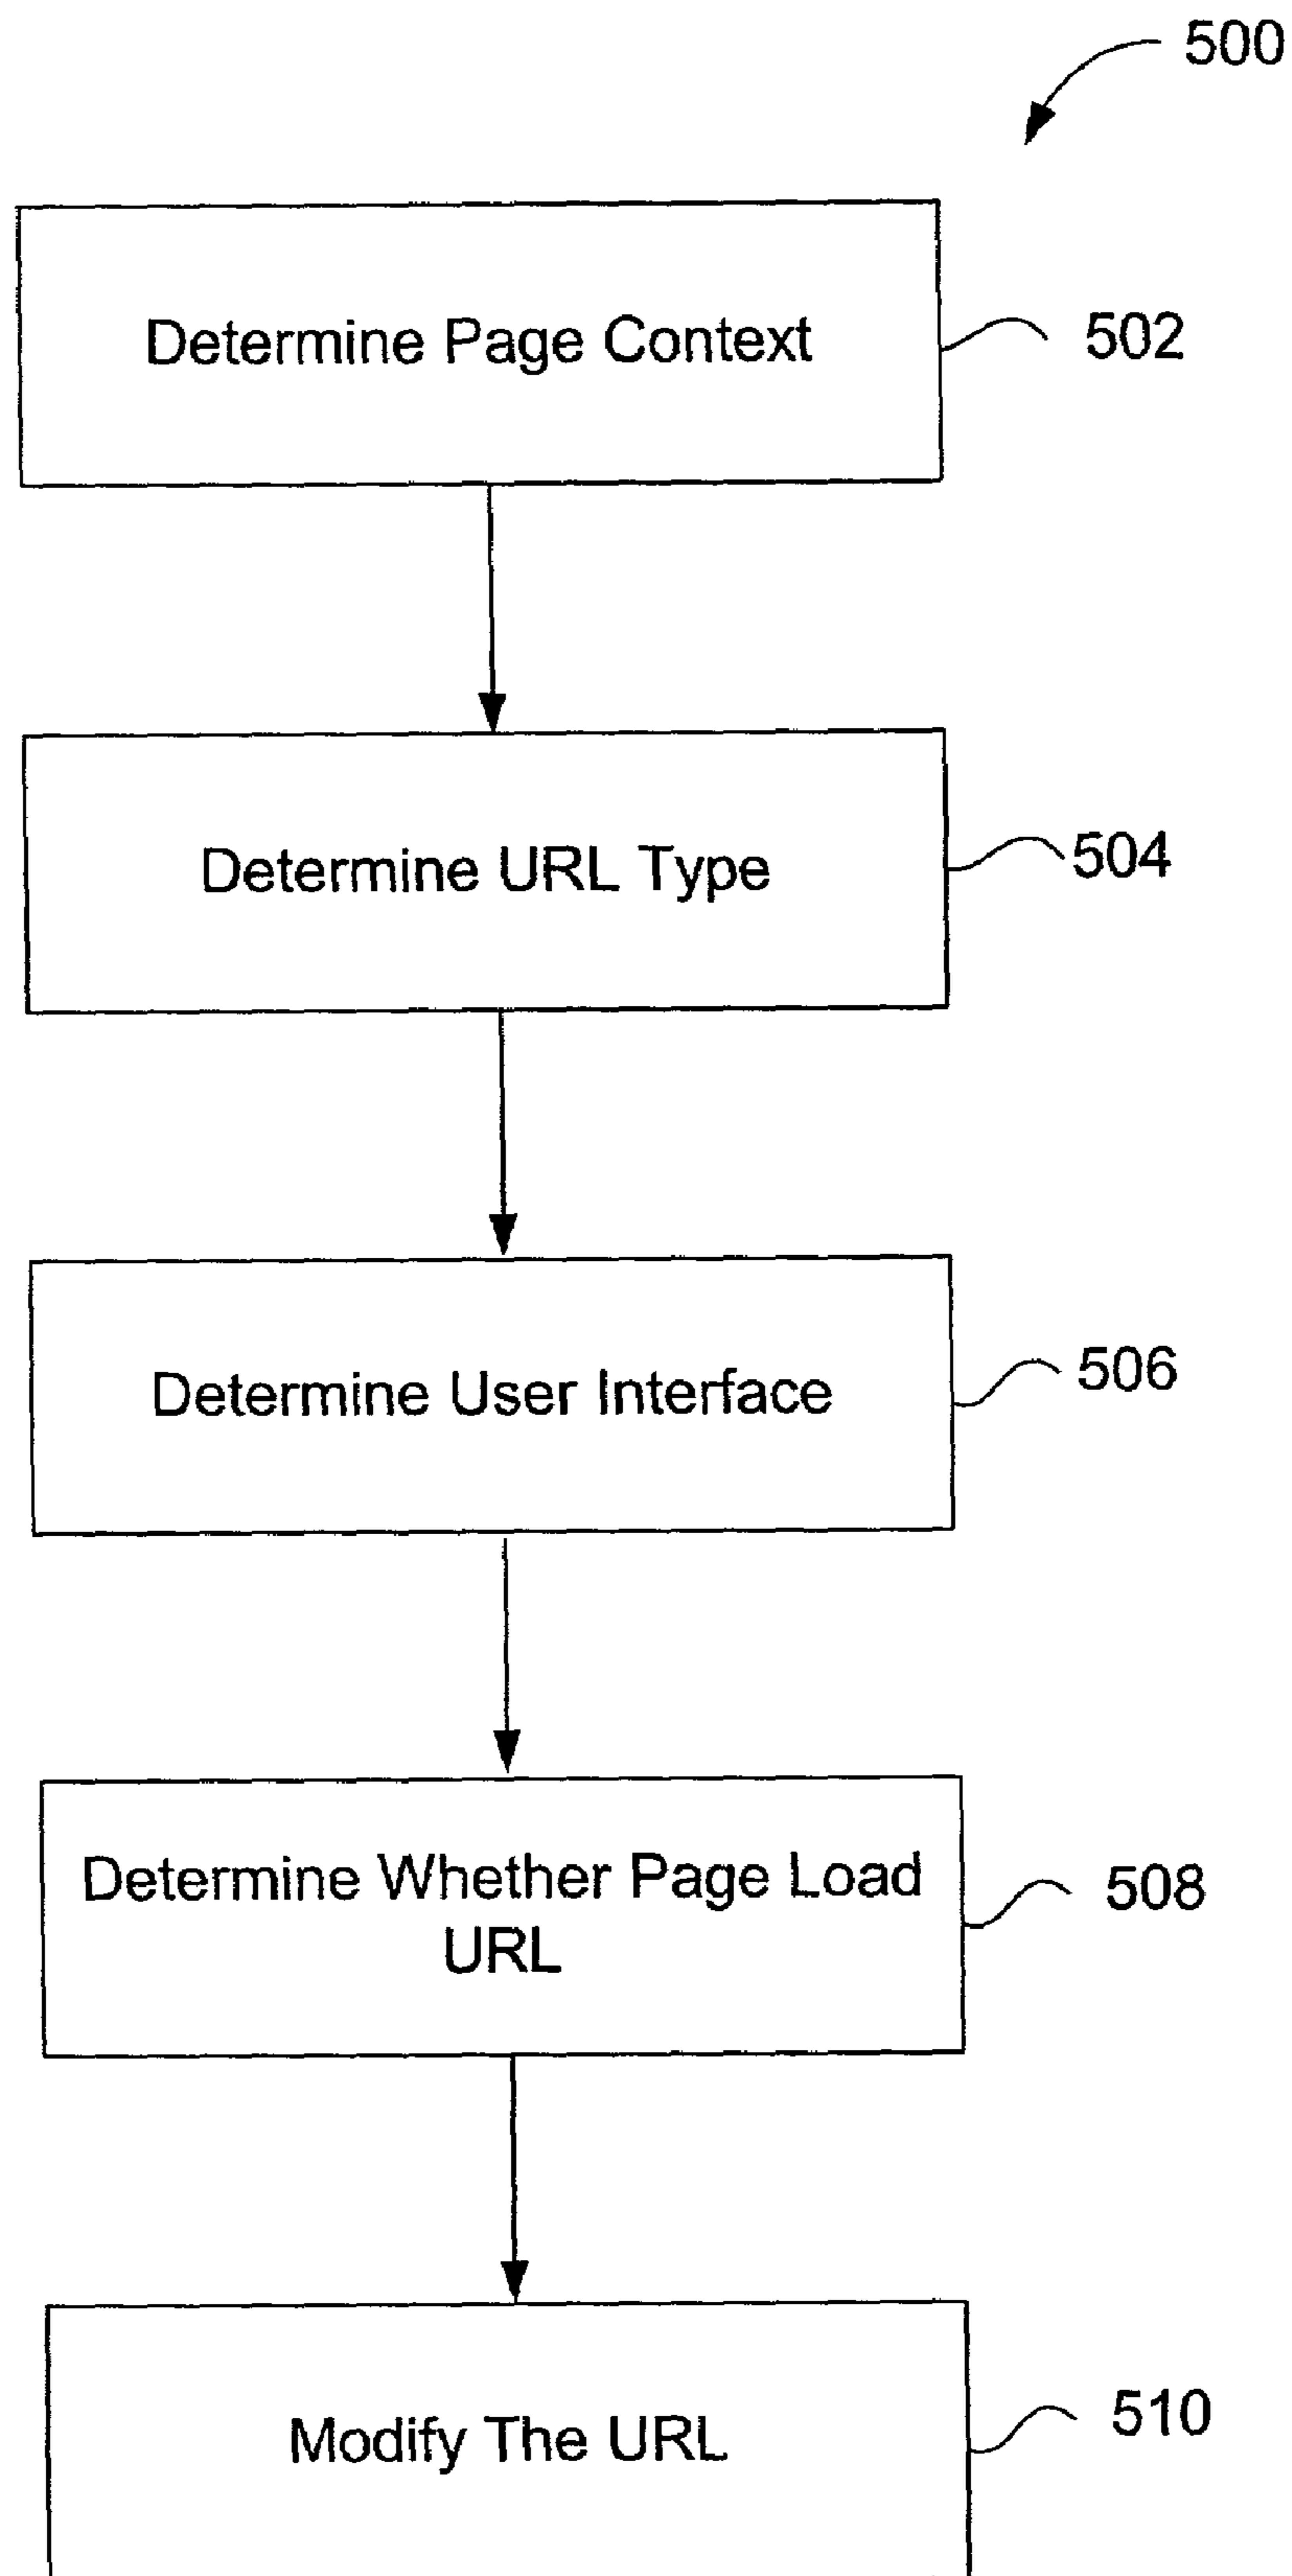 500
Determine Page Context
502
Determine URL Type
504
Determine User Interface
506
Determine Whether Page Load
URL
508
Modify The URL
510